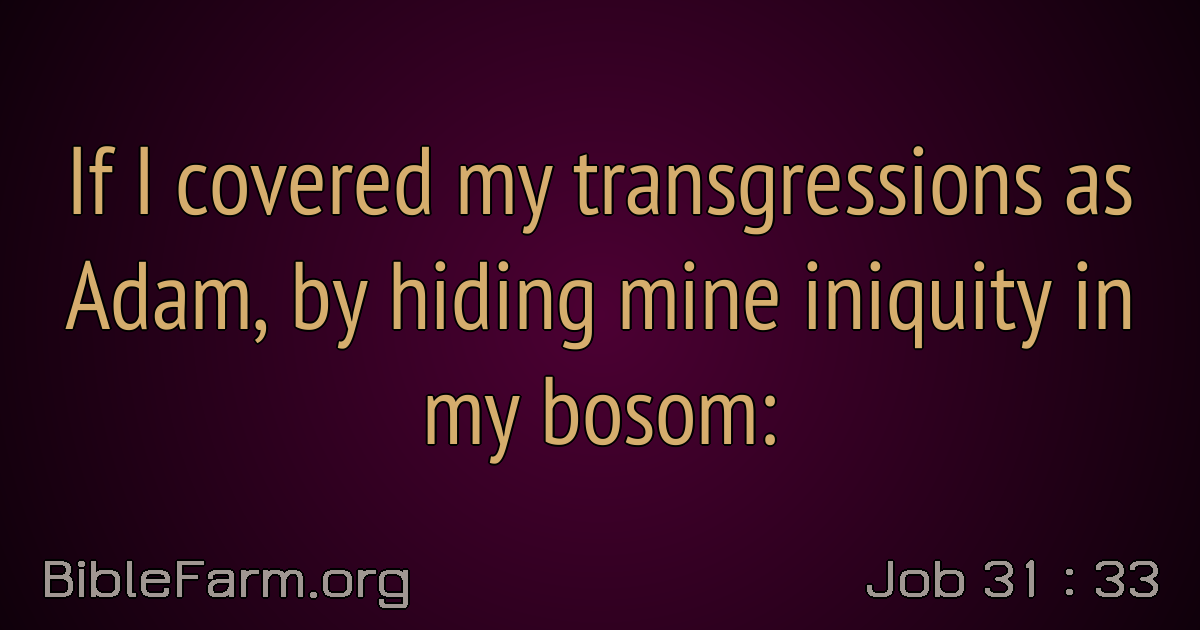 If I covered my transgressions as
Adam, by hiding mine iniquity in
my bosom:
BibleFarm.org
Job 31 : 33